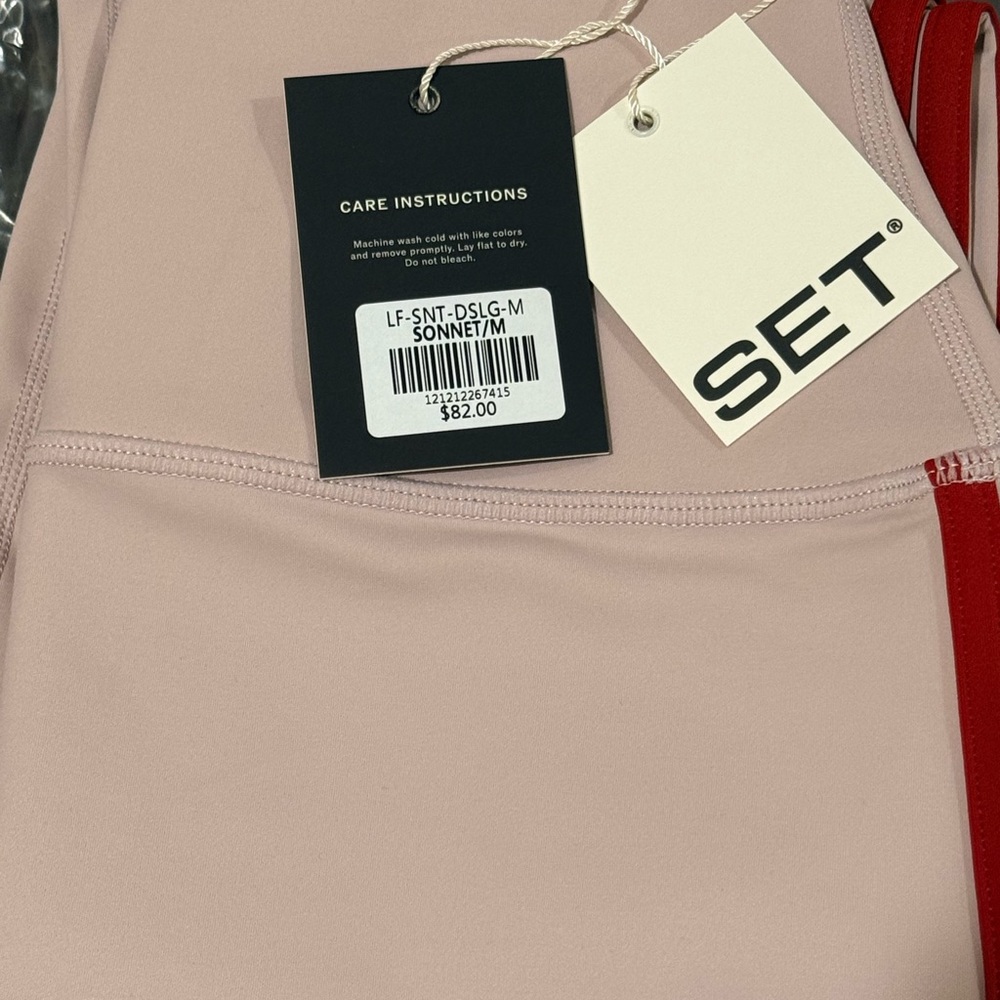 CARE INSTRUCTIONS
Machine wash cold with like colors
and remove promptly. Lay flat to dry.
Do not bleach.
LF-SNT-DSLG-M
SONNET/M
121212267415
$82.00
SET®